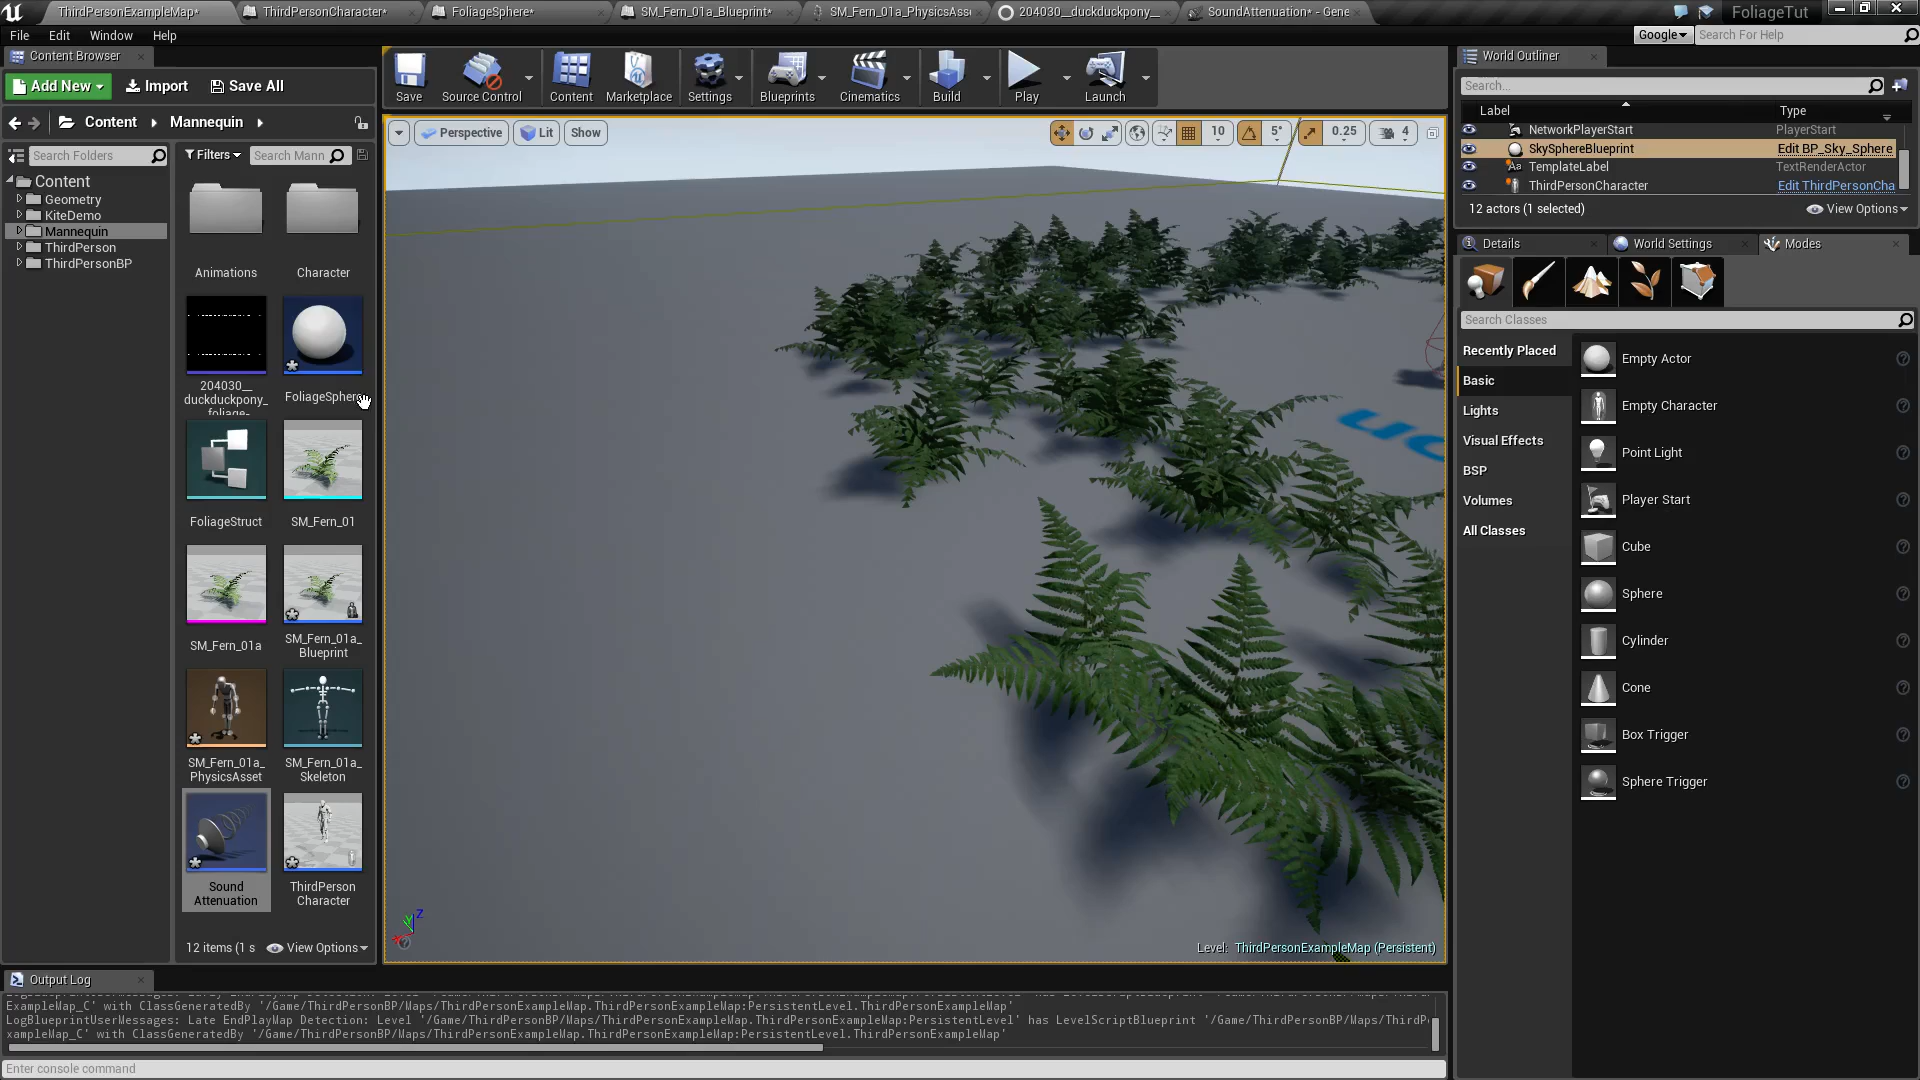 ThirdPersonExampleMap*
ThirdPersonCharacter*
FoliageSphere*
SM_Fern_01a_Blueprint*
SM_Fern_01a_PhysicsAss
204030__duckduckpony__
SoundAttenuation* - Gene
FoliageTut
File Edit Window Help
Google
Search For Help
Content Browser
Add New
Import
Save All
Content
Mannequin
Search Folders
Content
Geometry
KiteDemo
Mannequin
ThirdPerson
ThirdPersonBP
Filters
Search Mann
Animations
Character
204030__
duckduckpony_
foliage-
FoliageSphere
FoliageStruct
SM_Fern_01
SM_Fern_01a
SM_Fern_01a_
Blueprint
SM_Fern_01a_
PhysicsAsset
SM_Fern_01a_
Skeleton
Sound
Attenuation
ThirdPerson
Character
12 items (1 s
View Options
Save
Source Control
Content
Marketplace
Settings
Blueprints
Cinematics
Build
Play
Launch
Perspective
Lit
Show
10
5°
0.25
4
Z
Level: ThirdPersonExampleMap (Persistent)
World Outliner
Search...
Label
Type
NetworkPlayerStart
PlayerStart
SkySphereBlueprint
Edit BP_Sky_Sphere
TemplateLabel
TextRenderActor
ThirdPersonCharacter
Edit ThirdPersonCha
12 actors (1 selected)
View Options
Details
World Settings
Modes
Search Classes
Recently Placed
Basic
Lights
Visual Effects
BSP
Volumes
All Classes
Empty Actor
Empty Character
Point Light
Player Start
Cube
Sphere
Cylinder
Cone
Box Trigger
Sphere Trigger
Output Log
ExampleMap_C' with ClassGeneratedBy '/Game/ThirdPersonBP/Maps/ThirdPersonExampleMap.ThirdPersonExampleMap:PersistentLevel.ThirdPersonExampleMap'
LogBlueprintUserMessages: Late EndPlayMap Detection: Level '/Game/ThirdPersonBP/Maps/ThirdPersonExampleMap.ThirdPersonExampleMap:PersistentLevel' has LevelScriptBlueprint '/Game/ThirdPersonBP/Maps/ThirdP
xampleMap_C' with ClassGeneratedBy '/Game/ThirdPersonBP/Maps/ThirdPersonExampleMap.ThirdPersonExampleMap:PersistentLevel.ThirdPersonExampleMap'
Enter console command